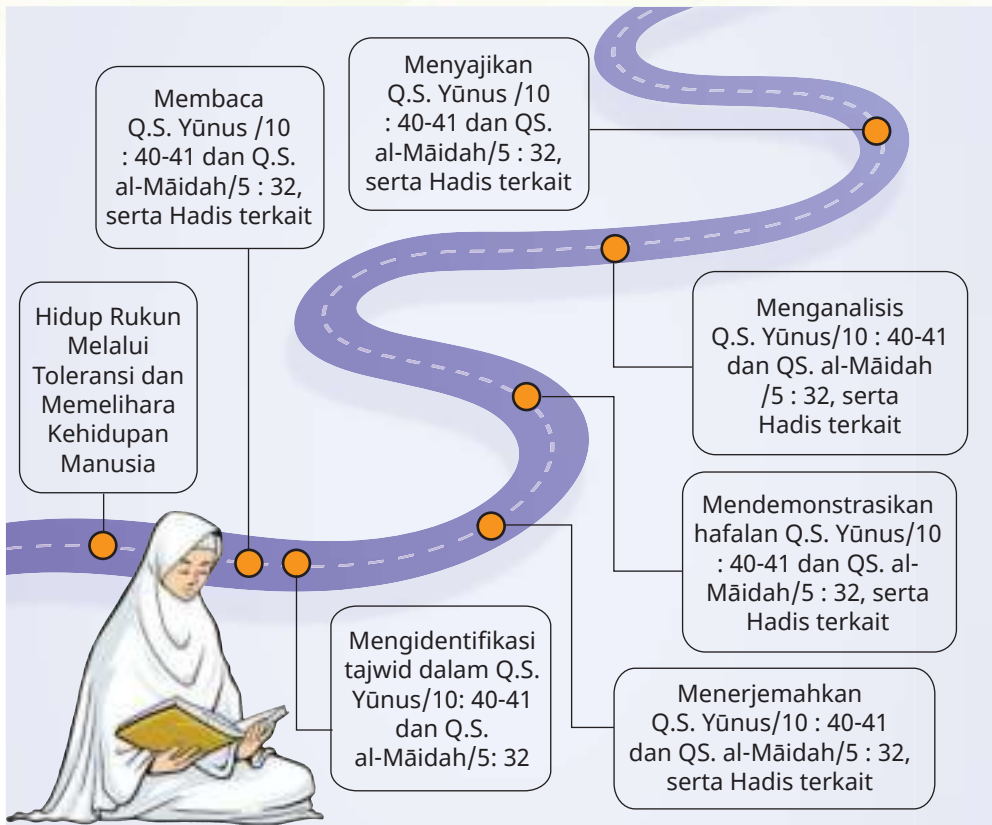 Hidup Rukun
Melalui
Toleransi dan
Memelihara
Kehidupan
Manusia
Membaca
Q.S. Yūnus /10
: 40-41 dan Q.S.
al-Māidah/5 : 32,
serta Hadis terkait
Mengidentifikasi
tajwid dalam Q.S.
Yūnus/10: 40-41
dan Q.S.
al-Māidah/5: 32
Menerjemahkan
Q.S. Yūnus/10 : 40-41
dan QS. al-Māidah/5 : 32,
serta Hadis terkait
Mendemonstrasikan
hafalan Q.S. Yūnus/10
: 40-41 dan QS. al-
Māidah/5 : 32, serta
Hadis terkait
Menganalisis
Q.S. Yūnus/10 : 40-41
dan QS. al-Māidah
/5 : 32, serta
Hadis terkait
Menyajikan
Q.S. Yūnus /10
: 40-41 dan QS.
al-Māidah/5 : 32,
serta Hadis terkait